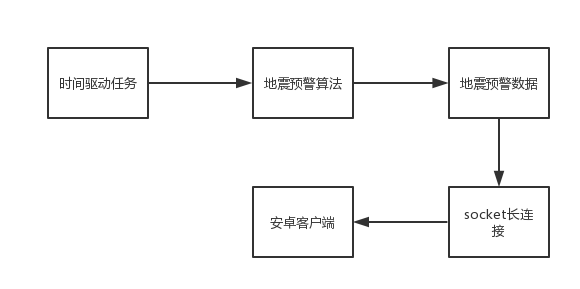 时间驱动任务
地震预警算法
地震预警数据
安卓客户端
socket长连
接